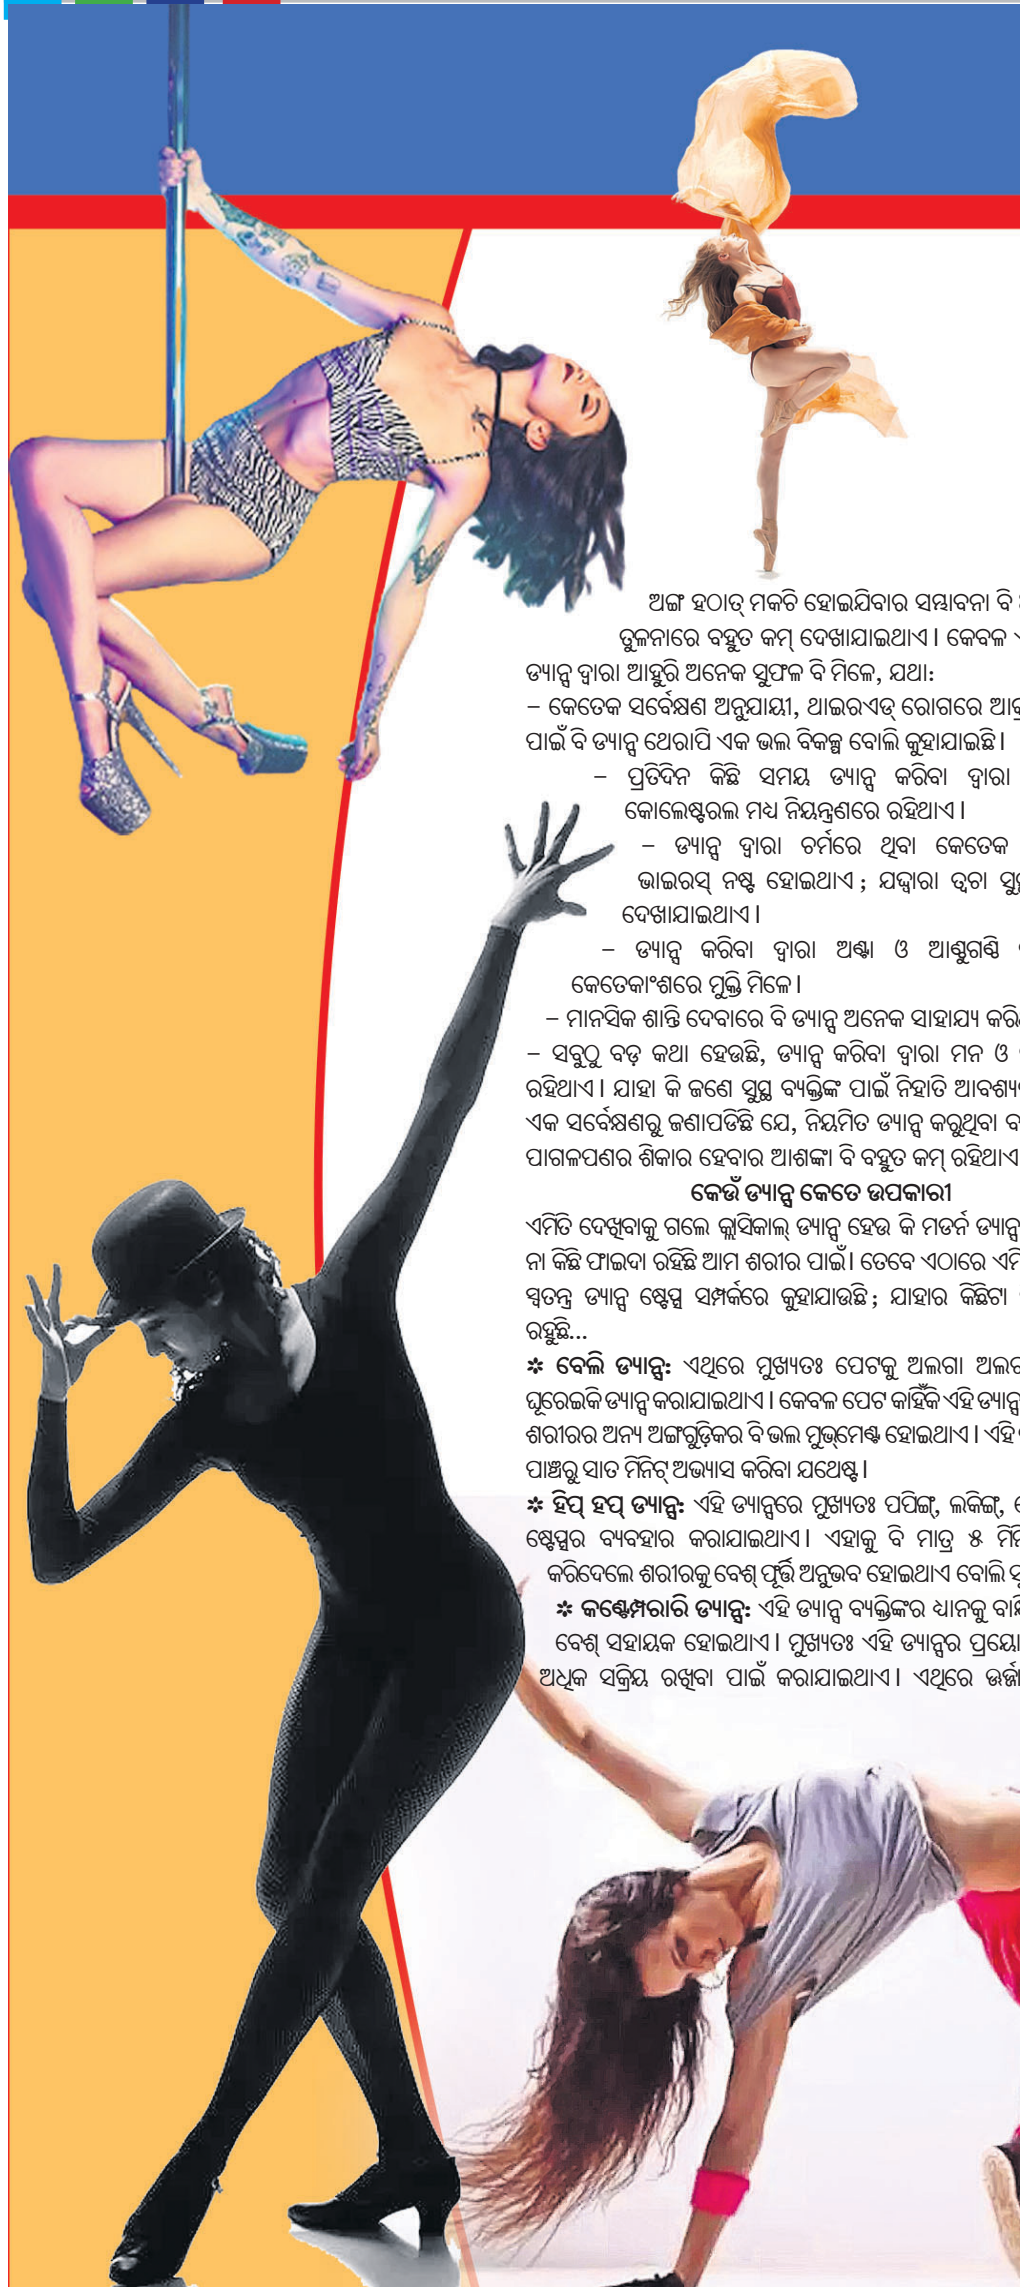 ଅଙ୍ଗ ହଠାତ୍ ମକଚି ହୋଇଯିବାର ସମ୍ଭାବନା ବି
ତୁଳନାରେ ବହୁତ କମ୍ ଦେଖାଯାଇଥାଏ । କେବଳ
ଡ୍ୟାନ୍ସ ଦ୍ୱାରା ଆହୁରି ଅନେକ ସୁଫଳ ବି ମିଳେ, ଯଥା:
– କେତେକ ସର୍ବେକ୍ଷଣ ଅନୁଯାୟୀ, ଥାଇରଏଡ୍ ରୋଗରେ
ପାଇଁ ବି ଡ୍ୟାନ୍ସ ଥେରାପି ଏକ ଭଲ ବିକଳ୍ପ ବୋଲି କୁହାଯାଇଛି ।
– ପ୍ରତିଦିନ କିଛି ସମୟ ଡ୍ୟାନ୍ସ କରିବା ଦ୍ୱାରା
କୋଲେଷ୍ଟରଲ ମଧ୍ୟ ନିୟନ୍ତ୍ରଣରେ ରହିଥାଏ ।
– ଡ୍ୟାନ୍ସ ଦ୍ୱାରା ଚର୍ମରେ ଥିବା କେତେକ
ଭାଇରସ୍ ନଷ୍ଟ ହୋଇଥାଏ ; ଯଦ୍ଦ୍ୱାରା ତ୍ୱଚା
ଦେଖାଯାଇଥାଏ ।
– ଡ୍ୟାନ୍ସ କରିବା ଦ୍ୱାରା ଅଣ୍ଟା ଓ ଆଣ୍ଠୁଗଣ୍ଠି
କେତେକାଂଶରେ ମୁକ୍ତି ମିଳେ ।
– ମାନସିକ ଶାନ୍ତି ଦେବାରେ ବି ଡ୍ୟାନ୍ସ ଅନେକ ସାହାଯ୍ୟ
– ସବୁଠୁ ବଡ଼ କଥା ହେଉଛି, ଡ୍ୟାନ୍ସ କରିବା ଦ୍ୱାରା ମନ ଓ
ରହିଥାଏ । ଯାହା କି ଜଣେ ସୁସ୍ଥ ବ୍ୟକ୍ତିଙ୍କ ପାଇଁ ନିହାତି
ଏକ ସର୍ବେକ୍ଷଣରୁ ଜଣାପଡିଛି ଯେ, ନିୟମିତ ଡ୍ୟାନ୍ସ କରୁଥିବା
ପାଗଳପଣର ଶିକାର ହେବାର ଆଶଙ୍କା ବି ବହୁତ କମ୍ ରହିଥାଏ
କେଉଁ ଡ୍ୟାନ୍ସ କେତେ ଉପକାରୀ
ଏମିତି ଦେଖିବାକୁ ଗଲେ କ୍ଲାସିକାଲ୍ ଡ୍ୟାନ୍ସ ହେଉ କି ମଡର୍ନ ଡ୍ୟାନ୍ସ
ନା କିଛି ଫାଇଦା ରହିଛି ଆମ ଶରୀର ପାଇଁ । ତେବେ ଏଠାରେ
ସ୍ୱତନ୍ତ୍ର ଡ୍ୟାନ୍ସ ଷ୍ଟେପ୍ସ ସମ୍ପର୍କରେ କୁହାଯାଉଛି ; ଯାହାର କିଛିଟା
ରହୁଛି...
✲ ବେଲି ଡ୍ୟାନ୍ସ: ଏଥିରେ ମୁଖ୍ୟତଃ ପେଟକୁ ଅଲଗା
ଘୂରେଇକି ଡ୍ୟାନ୍ସ କରାଯାଇଥାଏ । କେବଳ ପେଟ କାହିଁକି ଏହି ଡ୍ୟାନ୍ସ
ଶରୀରର ଅନ୍ୟ ଅଙ୍ଗଗୁଡ଼ିକର ବି ଭଲ ମୁଭ୍‌ମେଣ୍ଟ ହୋଇଥାଏ । ଏହି
ପାଞ୍ଚରୁ ସାତ ମିନିଟ୍ ଅଭ୍ୟାସ କରିବା ଯଥେଷ୍ଟ ।
✲ ହିପ୍ ହପ୍ ଡ୍ୟାନ୍ସ: ଏହି ଡ୍ୟାନ୍ସରେ ମୁଖ୍ୟତଃ ପପିଙ୍ଗ୍, ଲକିଙ୍ଗ୍,
ଷ୍ଟେପ୍ସର ବ୍ୟବହାର କରାଯାଇଥାଏ । ଏହାକୁ ବି ମାତ୍ର ୫
କରିଦେଲେ ଶରୀରକୁ ବେଶ୍ ଫୂର୍ତ୍ତି ଅନୁଭବ ହୋଇଥାଏ ବୋଲି
✲ କଣ୍ଟେମ୍ପରାରି ଡ୍ୟାନ୍ସ: ଏହି ଡ୍ୟାନ୍ସ ବ୍ୟକ୍ତିଙ୍କର ଧ୍ୟାନକୁ
ବେଶ୍ ସହାୟକ ହୋଇଥାଏ । ମୁଖ୍ୟତଃ ଏହି ଡ୍ୟାନ୍ସର
ଅଧିକ ସକ୍ରିୟ ରଖିବା ପାଇଁ କରାଯାଇଥାଏ । ଏଥିରେ